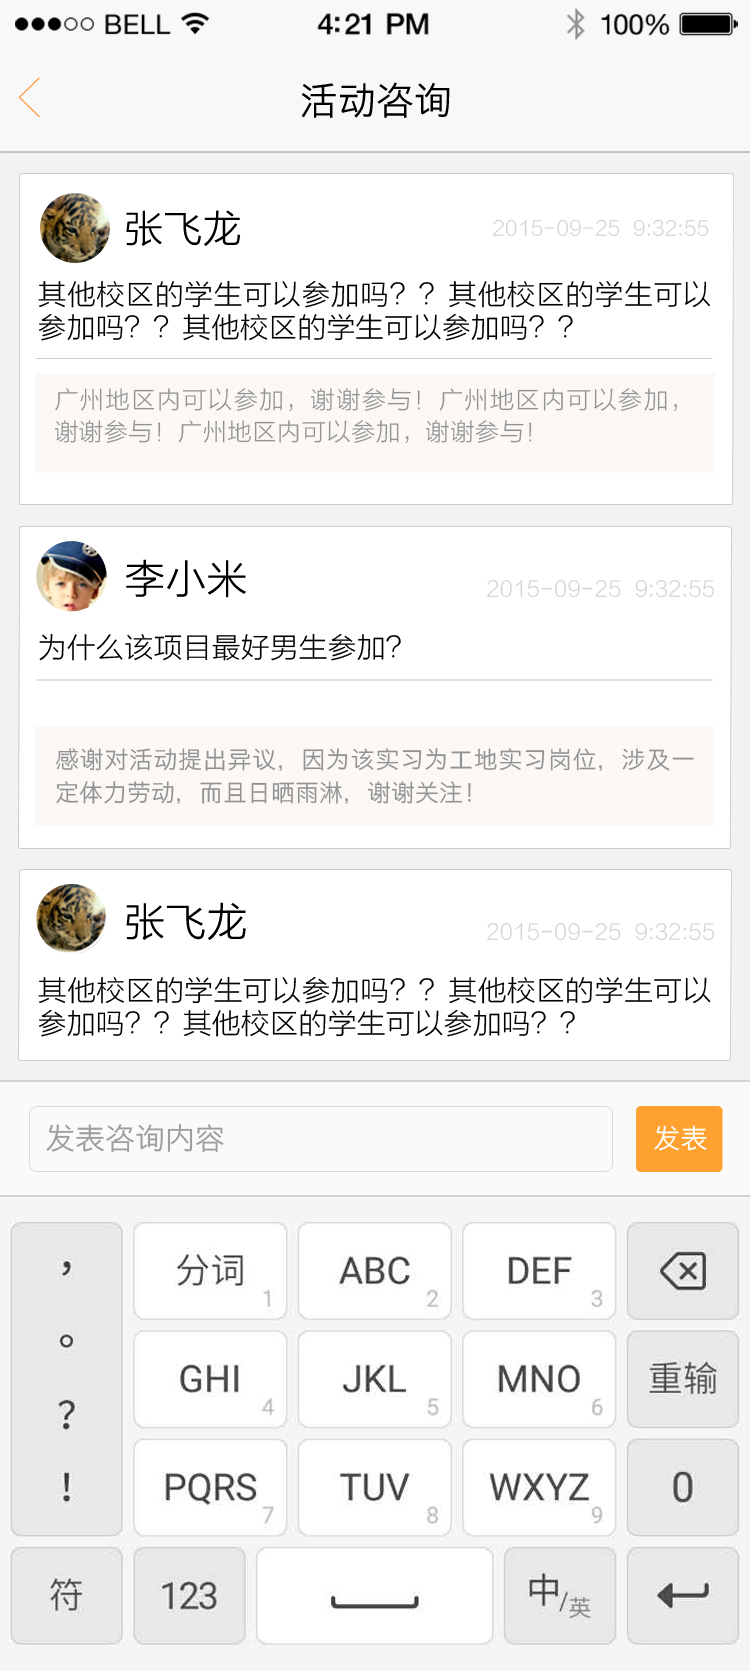 BELL 4:21 PM 100%
活动咨询
张飞龙 2015-09-25 9:32:55
其他校区的学生可以参加吗？？其他校区的学生可以
参加吗？？其他校区的学生可以参加吗？？
广州地区内可以参加，谢谢参与！广州地区内可以参加，
谢谢参与！广州地区内可以参加，谢谢参与！
李小米 2015-09-25 9:32:55
为什么该项目最好男生参加？
感谢对活动提出异议，因为该实习为工地实习岗位，涉及一
定体力劳动，而且日晒雨淋，谢谢关注！
张飞龙 2015-09-25 9:32:55
其他校区的学生可以参加吗？？其他校区的学生可以
参加吗？？其他校区的学生可以参加吗？？
发表咨询内容 发表
， 分词 1 ABC 2 DEF 3
。
GHI 4 JKL 5 MNO 6 重输
？
！ PQRS 7 TUV 8 WXYZ 9 0
符 123 中/英